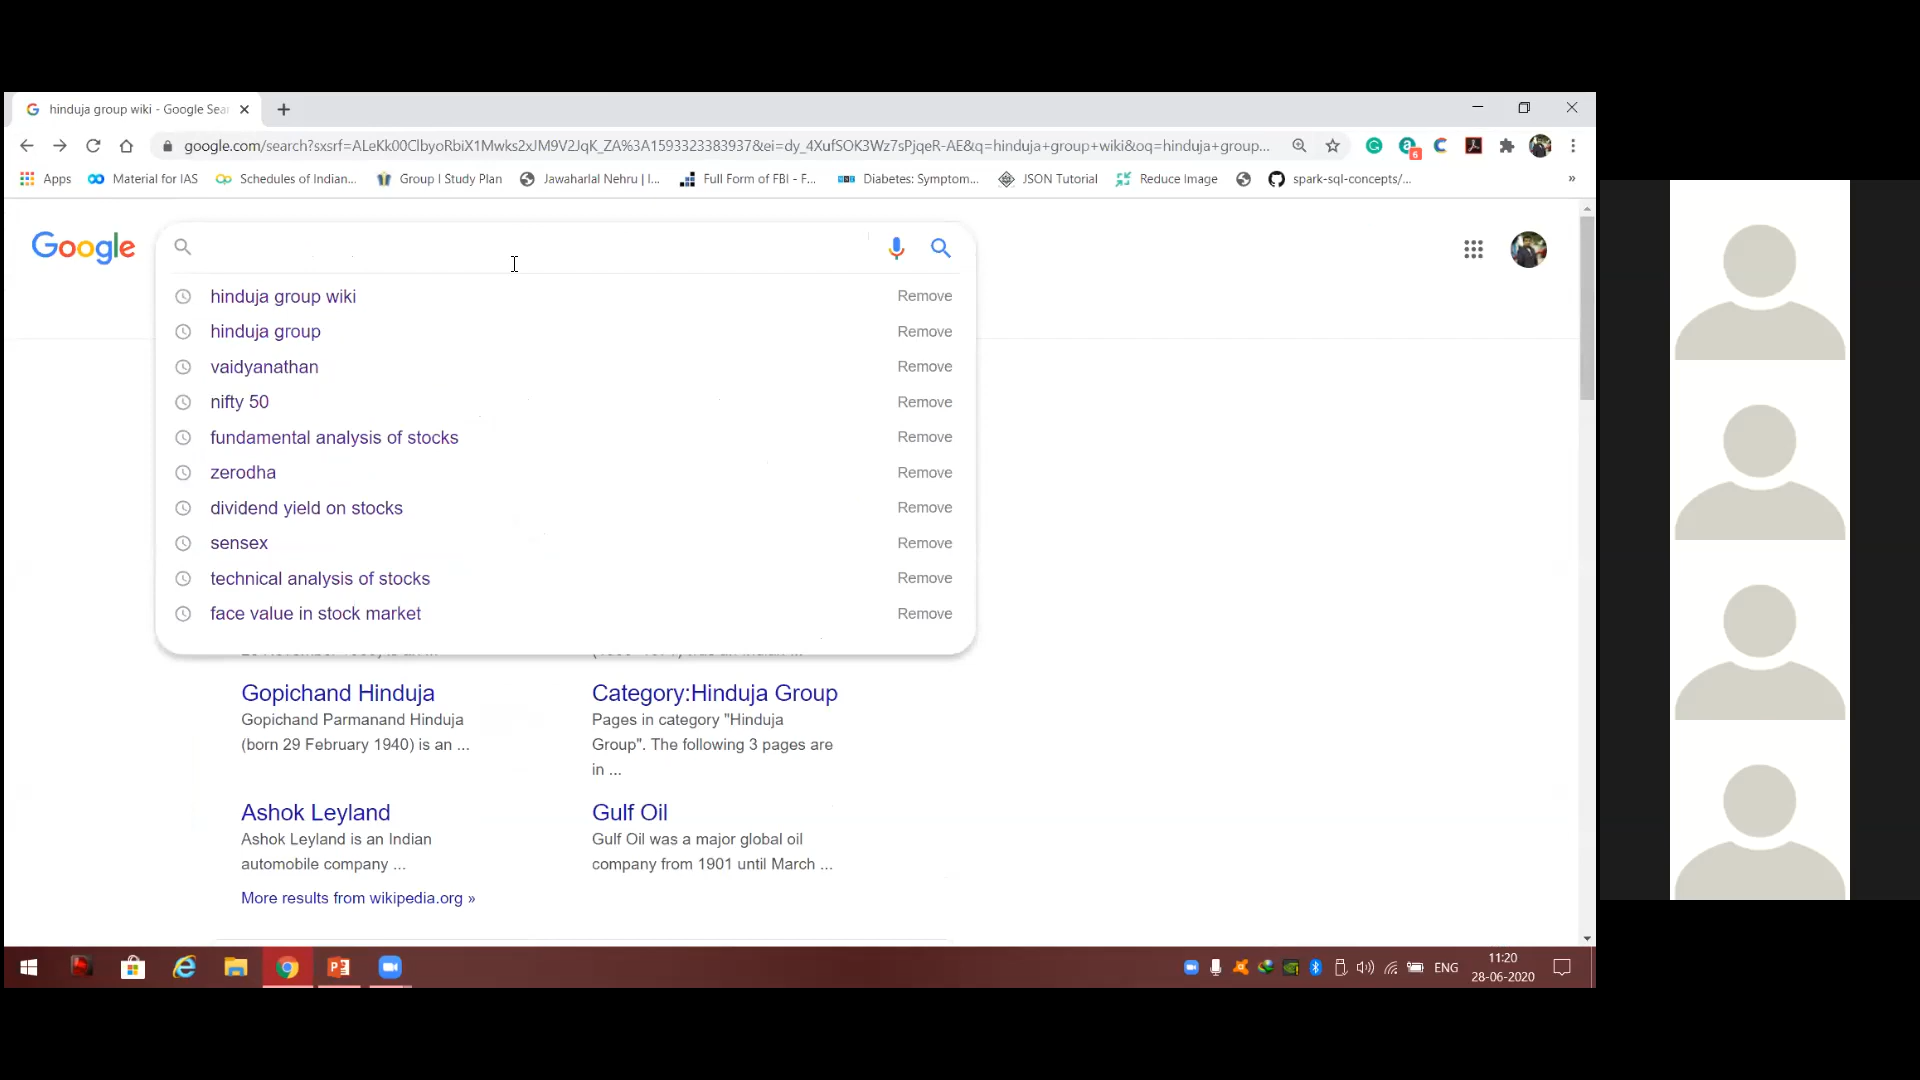 hinduja group wiki - Google Sear
google.com/search?sxsrf=ALeKk00ClbyoRbiX1Mwks2xJM9V2JqK_ZA%3A1593323383937&ei=dy_4XufSOK3Wz7sPjqeR-AE&q=hinduja+group+wiki&oq=hinduja+group...
6
Apps Material for IAS Schedules of Indian... Group I Study Plan Jawaharlal Nehru | I... Full Form of FBI - F... Diabetes: Symptom... JSON Tutorial Reduce Image spark-sql-concepts/... »
Google
hinduja group wiki Remove
hinduja group Remove
vaidyanathan Remove
nifty 50 Remove
fundamental analysis of stocks Remove
zerodha Remove
dividend yield on stocks Remove
sensex Remove
technical analysis of stocks Remove
face value in stock market Remove
Gopichand Hinduja
Gopichand Parmanand Hinduja
(born 29 February 1940) is an ...
Category:Hinduja Group
Pages in category "Hinduja
Group". The following 3 pages are
in ...
Ashok Leyland
Ashok Leyland is an Indian
automobile company ...
Gulf Oil
Gulf Oil was a major global oil
company from 1901 until March ...
More results from wikipedia.org »
ENG
11:20
28-06-2020